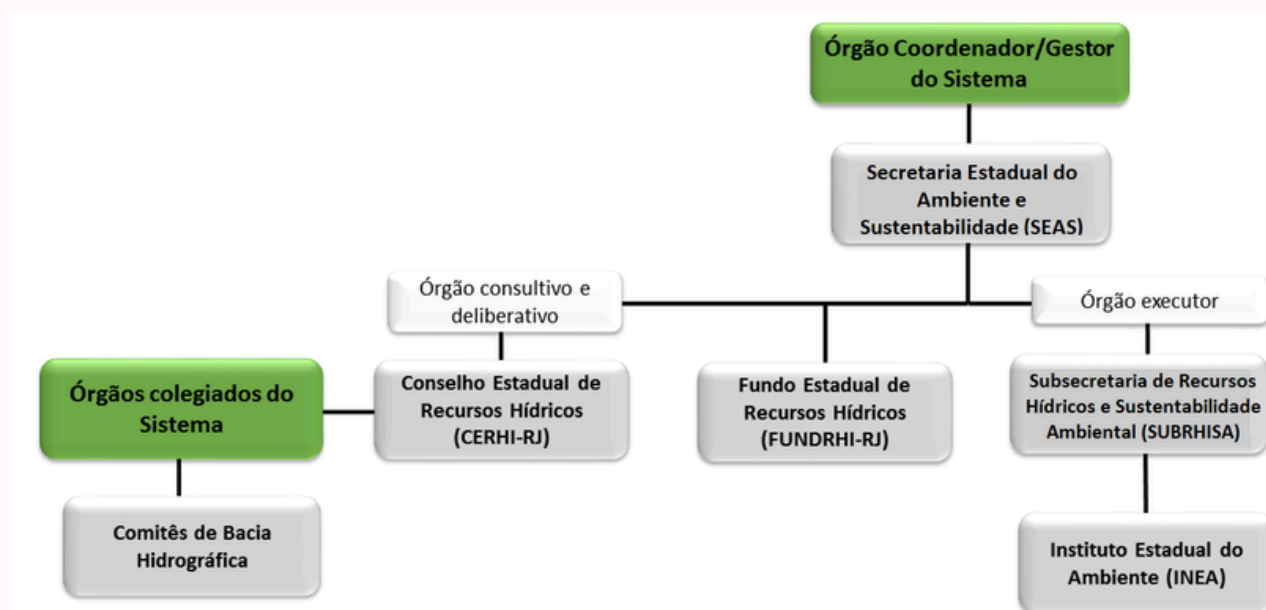 Órgão Coordenador/Gestor
do Sistema
Secretaria Estadual do
Ambiente e
Sustentabilidade (SEAS)
Órgão consultivo e
deliberativo
Órgão executor
Órgãos colegiados do
Sistema
Conselho Estadual de
Recursos Hídricos
(CERHI-RJ)
Fundo Estadual de
Recursos Hídricos
(FUNDRHI-RJ)
Subsecretaria de Recursos
Hídricos e Sustentabilidade
Ambiental (SUBRHISA)
Comitês de Bacia
Hidrográfica
Instituto Estadual do
Ambiente (INEA)